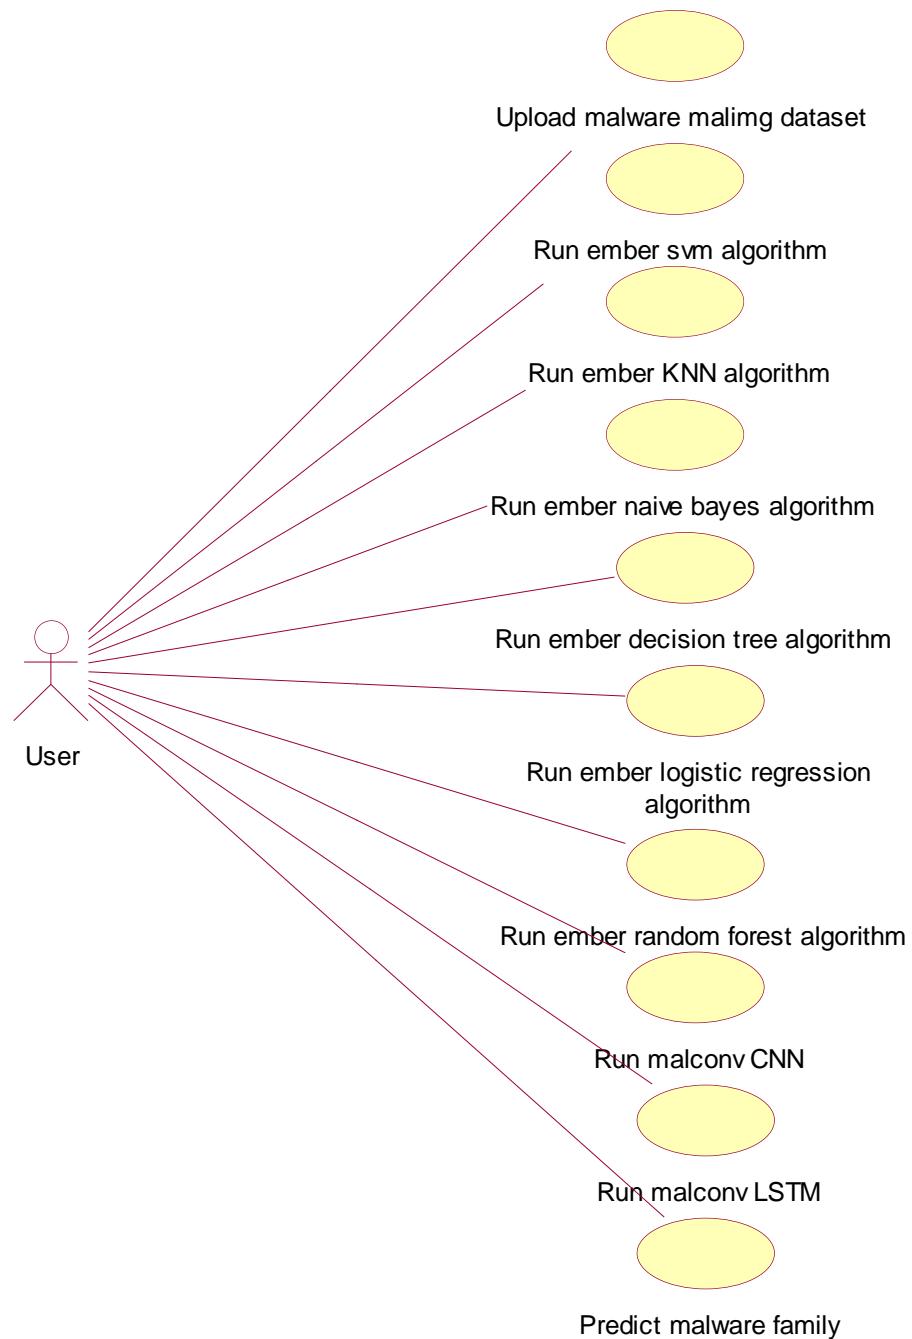 Upload malware malimg dataset
Run ember svm algorithm
Run ember KNN algorithm
Run ember naive bayes algorithm
Run ember decision tree algorithm
User
Run ember logistic regression
algorithm
Run ember random forest algorithm
Run malconv CNN
Run malconv LSTM
Predict malware family